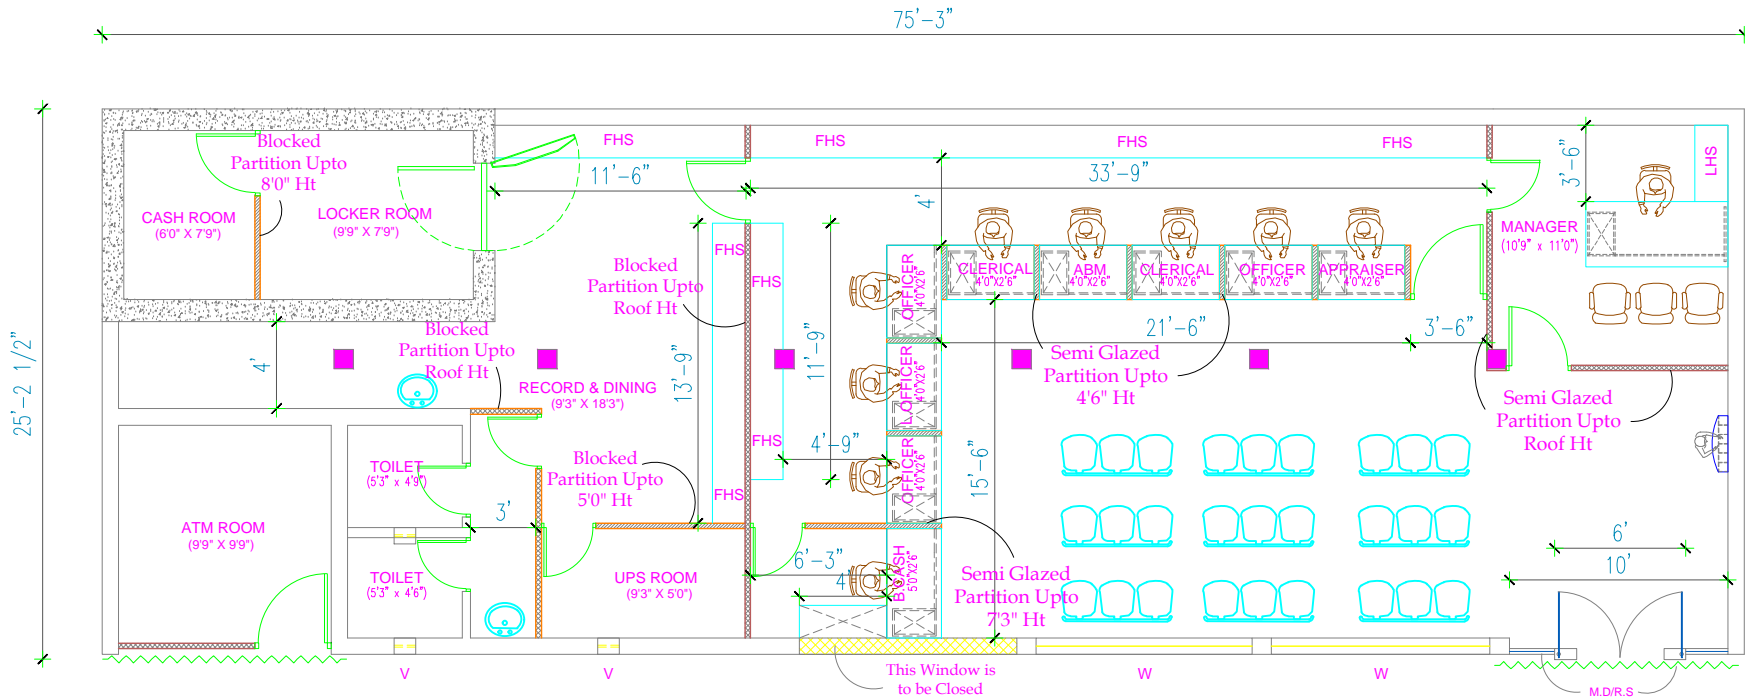 75'-3"
25'-2 1/2"
Blocked
Partition Upto
8'0" Ht
CASH ROOM
(6'0" X 7'9")
LOCKER ROOM
(9'9" X 7'9")
FHS
11'-6"
FHS
FHS
FHS
33'-9"
4'
3'-6"
LHS
MANAGER
(10'9" x 11'0")
CLERICAL
4'0"X2'6"
ABM
4'0"X2'6"
CLERICAL
4'0"X2'6"
OFFICER
4'0"X2'6"
APPRAISER
4'0"X2'6"
21'-6"
3'-6"
FHS
FHS
Blocked
Partition Upto
Roof Ht
OFFICER
4'0"X2'6"
OFFICER
4'0"X2'6"
OFFICER
4'0"X2'6"
B.CASH
5'0"X2'6"
4'
Blocked
Partition Upto
Roof Ht
RECORD & DINING
(9'3" X 18'3")
13'-9"
11'-9"
Semi Glazed
Partition Upto
4'6" Ht
Semi Glazed
Partition Upto
Roof Ht
FHS
4'-9"
FHS
Blocked
Partition Upto
5'0" Ht
15'-6"
TOILET
(5'3" x 4'9")
3'
ATM ROOM
(9'9" X 9'9")
TOILET
(5'3" x 4'6")
UPS ROOM
(9'3" X 5'0")
6'-3"
4'
Semi Glazed
Partition Upto
7'3" Ht
6'
10'
V
V
This Window is
to be Closed
W
W
M.D/R.S